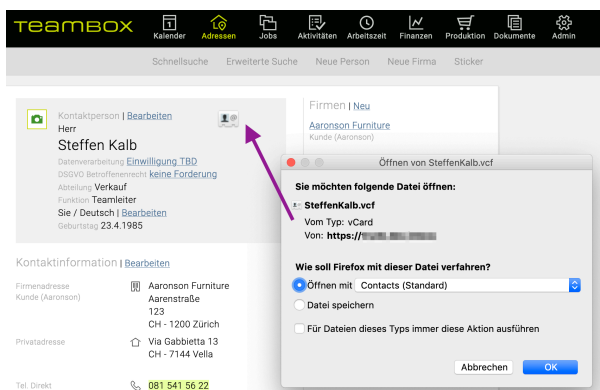 TEAMBOX
Kalender Adressen Jobs Aktivitäten Arbeitszeit Finanzen Produktion Dokumente Admin
Schnellsuche Erweiterte Suche Neue Person Neue Firma Sticker
Kontaktperson | Bearbeiten
Herr
Steffen Kalb
Datenverarbeitung Einwilligung TBD
DSGVO Betroffenenrecht keine Forderung
Abteilung Verkauf
Funktion Teamleiter
Sie / Deutsch | Bearbeiten
Geburtstag 23.4.1985
Firmen | Neu
Aaronson Furniture
Kunde (Aaronson)
Kontaktinformation | Bearbeiten
Firmenadresse Aaronson Furniture
Kunde (Aaronson) Aarenstraße
123
CH - 1200 Zürich
Privatadresse Via Gabbietta 13
CH - 7144 Vella
Tel. Direkt 081 541 56 22
Öffnen von SteffenKalb.vcf
Sie möchten folgende Datei öffnen:
SteffenKalb.vcf
Vom Typ: vCard
Von: https://
Wie soll Firefox mit dieser Datei verfahren?
Öffnen mit Contacts (Standard)
Datei speichern
Für Dateien dieses Typs immer diese Aktion ausführen
Abbrechen OK